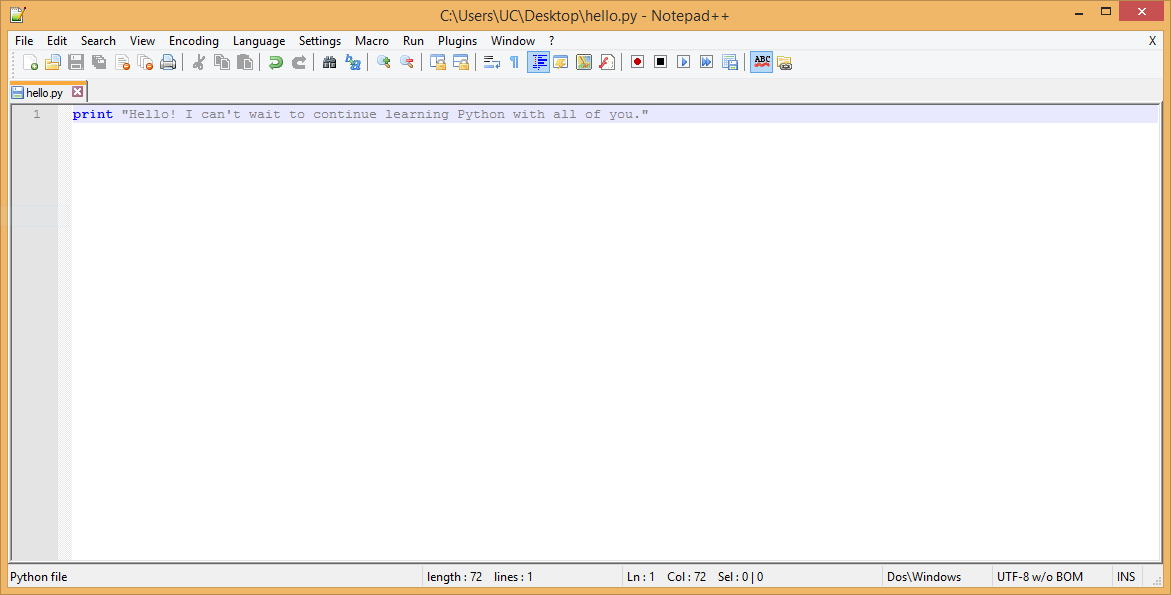 C:\Users\UC\Desktop\hello.py - Notepad++
File Edit Search View Encoding Language Settings Macro Run Plugins Window ? X
ABC
hello.py
1 print "Hello! I can't wait to continue learning Python with all of you."
Python file length : 72 lines : 1 Ln : 1 Col : 72 Sel : 0 | 0 Dos\Windows UTF-8 w/o BOM INS